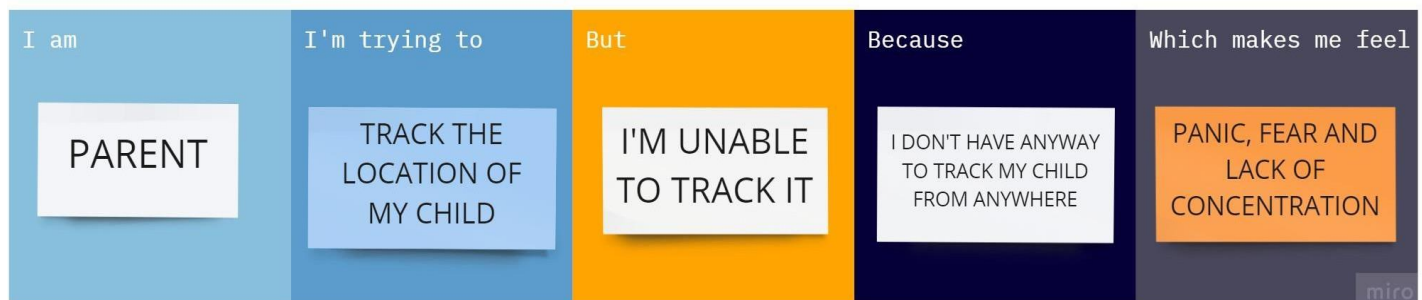 I am
PARENT
I'm trying to
TRACK THE
LOCATION OF
MY CHILD
But
I'M UNABLE
TO TRACK IT
Because
I DON'T HAVE ANYWAY
TO TRACK MY CHILD
FROM ANYWHERE
Which makes me feel
PANIC, FEAR AND
LACK OF
CONCENTRATION
miro